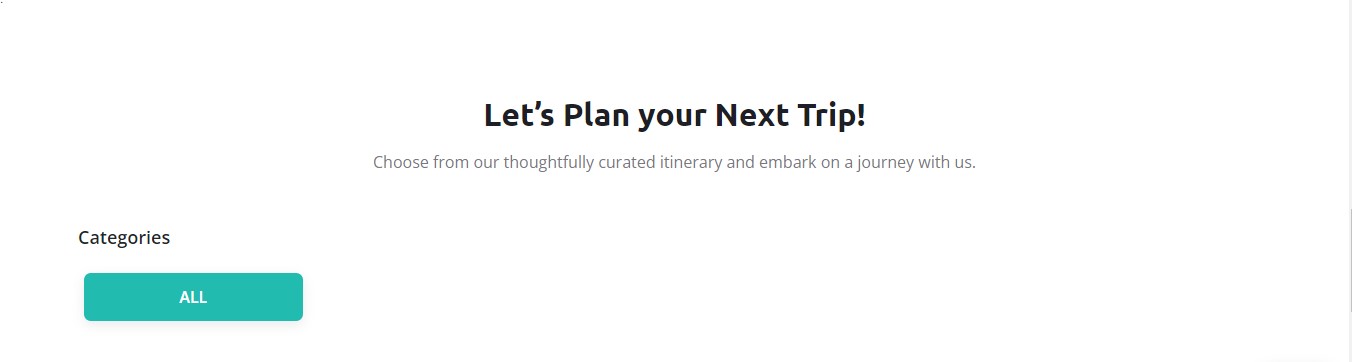 Let’s Plan your Next Trip!
Choose from our thoughtfully curated itinerary and embark on a journey with us.
Categories
ALL